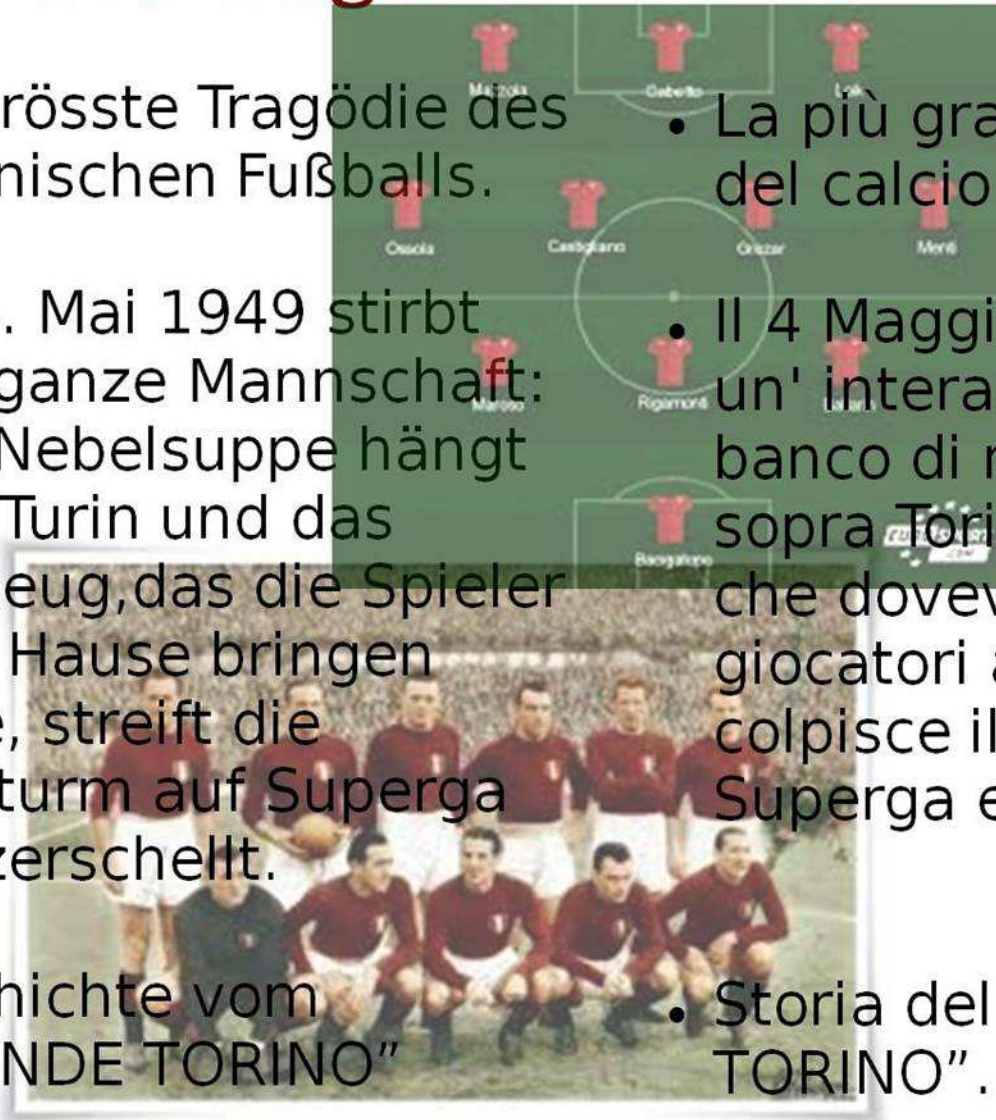 rösste Tragödie des
nischen Fußballs.
. Mai 1949 stirbt
ganze Mannschaft:
Nebelsuppe hängt
Turin und das
eug,das die Spieler
Hause bringen
e, streift die
turm auf Superga
zerschellt.
hichte vom
NDE TORINO”
• La più gra
del calcio
• Il 4 Maggi
un' intera
banco di n
sopra Tori
che dovev
giocatori a
colpisce il
Superga e
• Storia del
TORINO”.
Mazzola
Gabetto
Loik
Ossola
Castigliano
Grezar
Menti
Maroso
Rigamonti
Bacigalupo